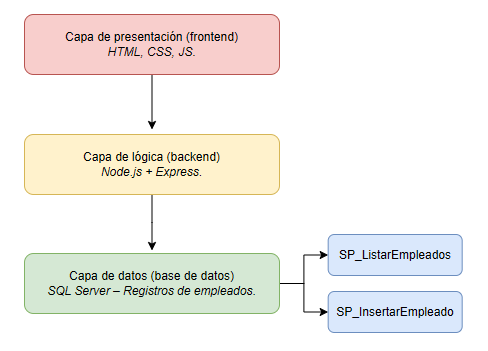 Capa de presentación (frontend)
HTML, CSS, JS.
Capa de lógica (backend)
Node.js + Express.
Capa de datos (base de datos)
SQL Server – Registros de empleados.
SP_ListarEmpleados
SP_InsertarEmpleado